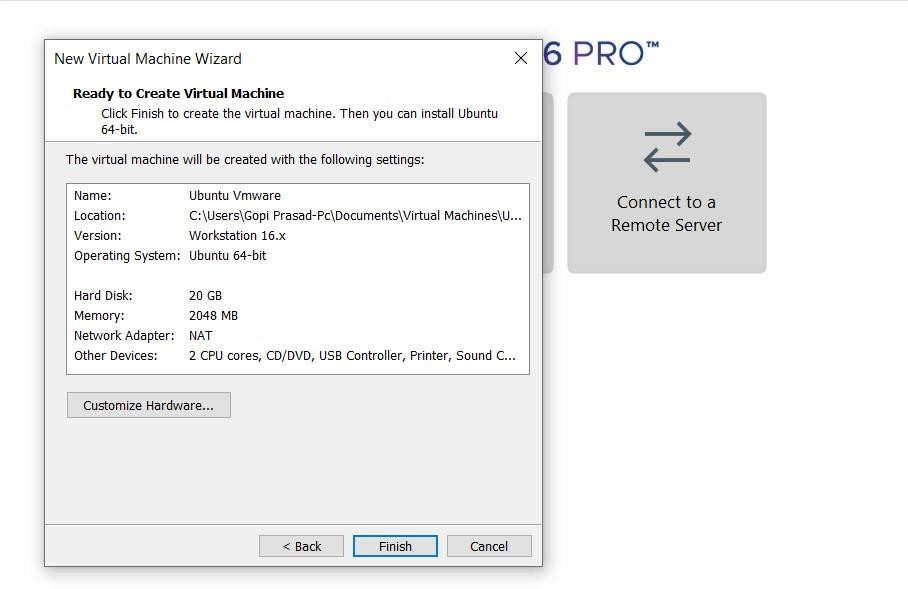 New Virtual Machine Wizard
6 PRO™
Ready to Create Virtual Machine
Click Finish to create the virtual machine. Then you can install Ubuntu
64-bit.
The virtual machine will be created with the following settings:
Name: Ubuntu Vmware
Location: C:\Users\Gopi Prasad-Pc\Documents\Virtual Machines\U...
Version: Workstation 16.x
Operating System: Ubuntu 64-bit
Hard Disk: 20 GB
Memory: 2048 MB
Network Adapter: NAT
Other Devices: 2 CPU cores, CD/DVD, USB Controller, Printer, Sound C...
Customize Hardware...
< Back
Finish
Cancel
Connect to a
Remote Server